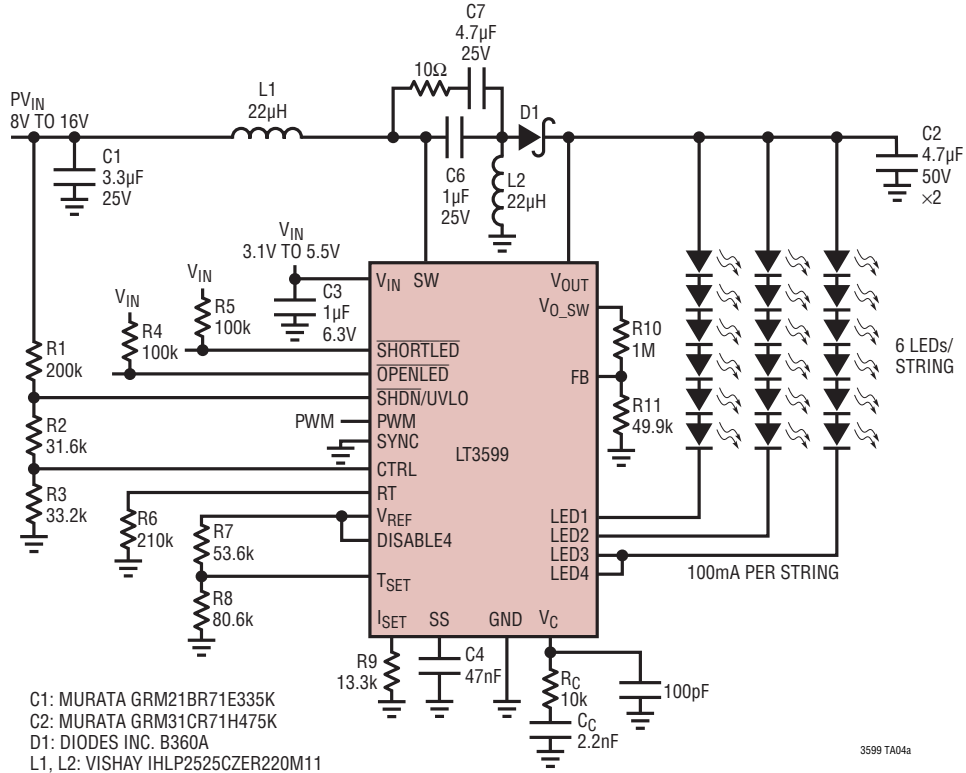 C7
4.7µF
25V
10Ω
L1
22µH
PVIN
8V TO 16V
D1
C1
3.3µF
25V
C6
1µF
25V
L2
22µH
C2
4.7µF
50V
×2
VIN
3.1V TO 5.5V
VIN
VIN
C3
1µF
6.3V
R5
100k
R4
100k
R1
200k
R2
31.6k
R3
33.2k
PWM
R6
210k
R7
53.6k
R8
80.6k
VIN
SW
VOUT
VO_SW
SHORTLED
OPENLED
SHDN/UVLO
PWM
SYNC
CTRL
RT
VREF
DISABLE4
TSET
ISET
SS
GND
VC
LT3599
FB
LED1
LED2
LED3
LED4
R10
1M
R11
49.9k
6 LEDs/
STRING
100mA PER STRING
R9
13.3k
C4
47nF
RC
10k
CC
2.2nF
100pF
C1: MURATA GRM21BR71E335K
C2: MURATA GRM31CR71H475K
D1: DIODES INC. B360A
L1, L2: VISHAY IHLP2525CZER220M11
3599 TA04a